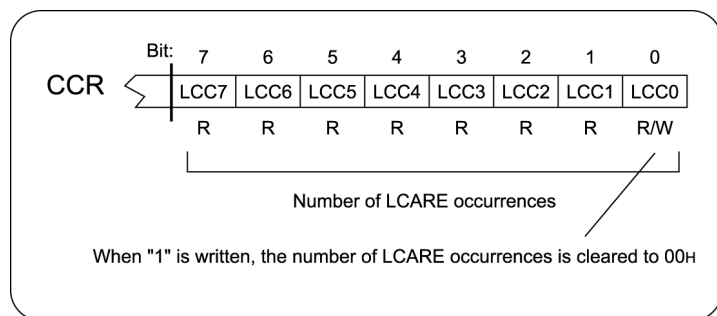 Bit: 7 6 5 4 3 2 1 0
CCR LCC7 LCC6 LCC5 LCC4 LCC3 LCC2 LCC1 LCC0
R R R R R R R R/W
Number of LCARE occurrences
When "1" is written, the number of LCARE occurrences is cleared to 00H